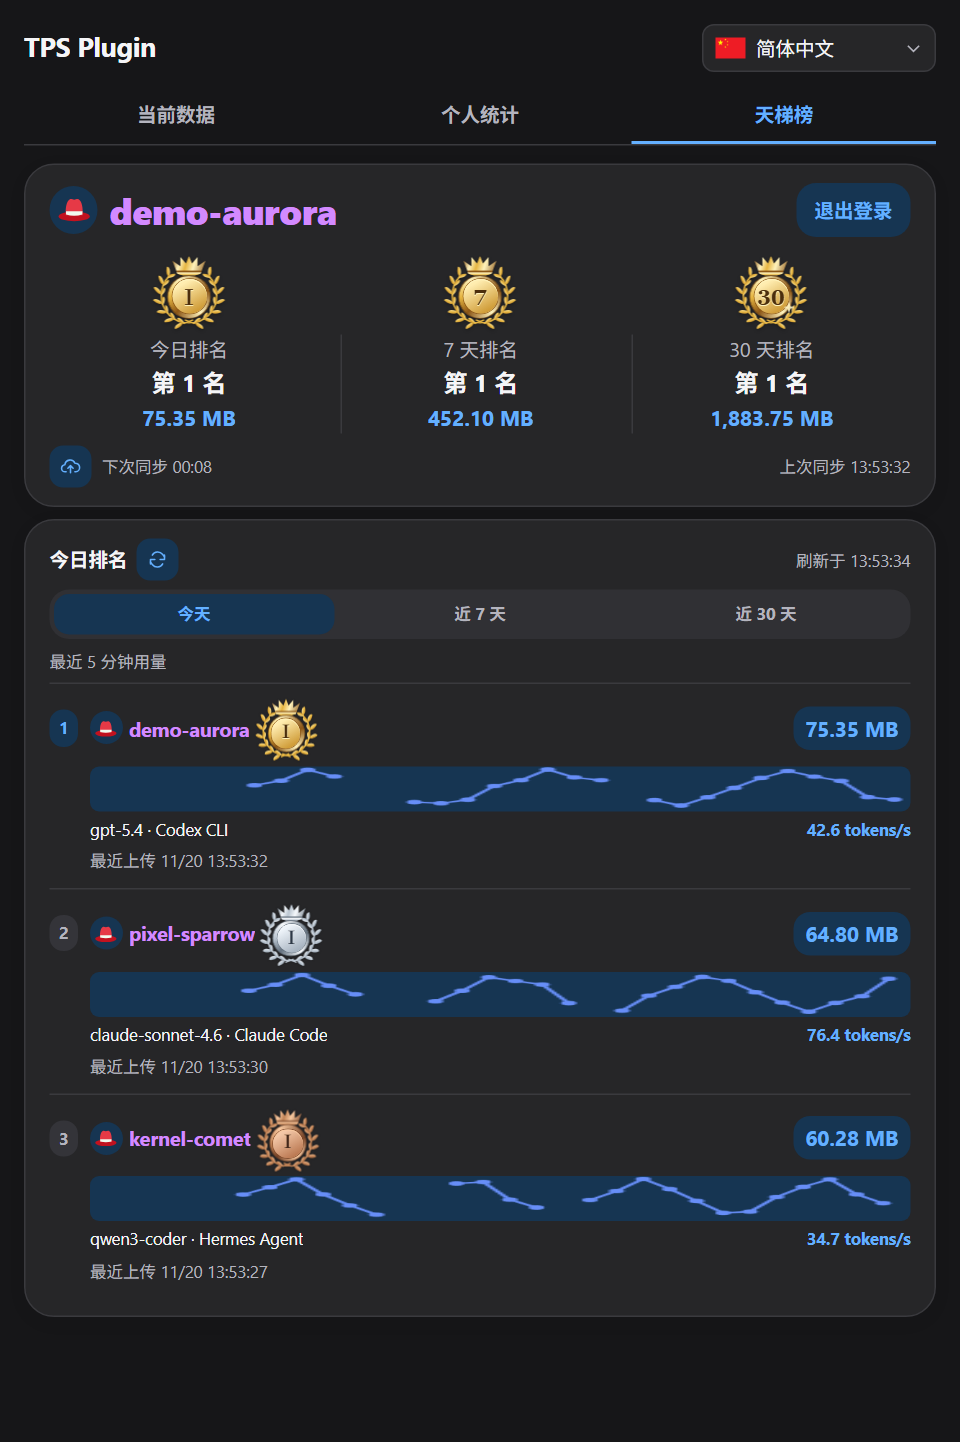 TPS Plugin
简体中文
当前数据 个人统计 天梯榜
demo-aurora
退出登录
I 7 30
今日排名 7 天排名 30 天排名
第 1 名 第 1 名 第 1 名
75.35 MB 452.10 MB 1,883.75 MB
下次同步 00:08 上次同步 13:53:32
今日排名 刷新于 13:53:34
今天 近 7 天 近 30 天
最近 5 分钟用量
1 demo-aurora I 75.35 MB
gpt-5.4 · Codex CLI 42.6 tokens/s
最近上传 11/20 13:53:32
2 pixel-sparrow I 64.80 MB
claude-sonnet-4.6 · Claude Code 76.4 tokens/s
最近上传 11/20 13:53:30
3 kernel-comet I 60.28 MB
qwen3-coder · Hermes Agent 34.7 tokens/s
最近上传 11/20 13:53:27